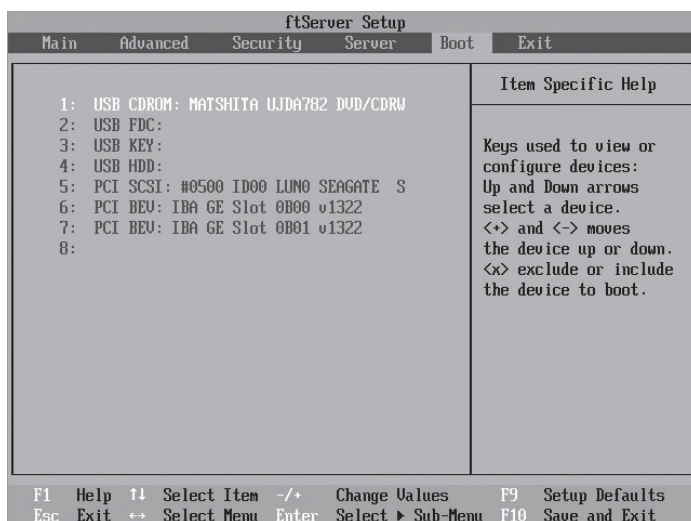 ftServer Setup
Main Advanced Security Server Boot Exit
1: USB CDROM: MATSHITA UJDA782 DVD/CDRW
2: USB FDC:
3: USB KEY:
4: USB HDD:
5: PCI SCSI: #0500 ID00 LUN0 SEAGATE S
6: PCI BEV: IBA GE Slot 0B00 v1322
7: PCI BEV: IBA GE Slot 0B01 v1322
8:
Item Specific Help
Keys used to view or
configure devices:
Up and Down arrows
select a device.
<+> and <-> moves
the device up or down.
<x> exclude or include
the device to boot.
F1 Help ↑↓ Select Item -/+ Change Values F9 Setup Defaults
Esc Exit ↔ Select Menu Enter Select ▶ Sub-Menu F10 Save and Exit